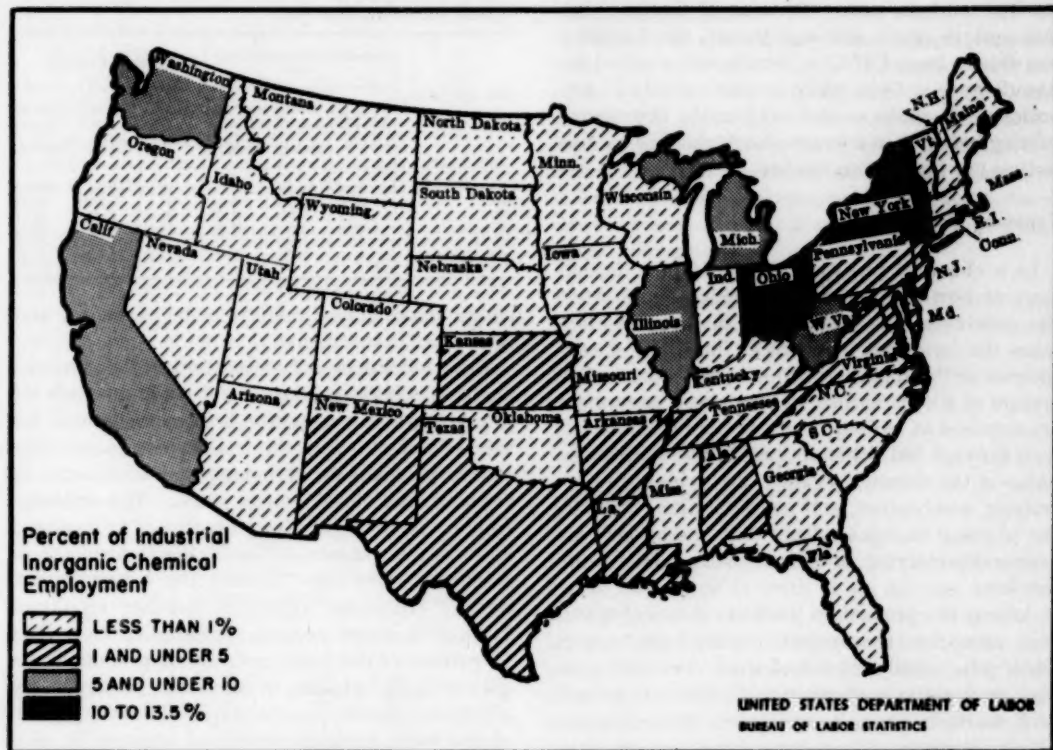 Washington
Montana
North Dakota
Minn.
N.H.
Maine
Vt.
Oregon
Idaho
South Dakota
Wisconsin
Mass.
Wyoming
Mich.
New York
R.I.
Conn.
Calif
Nevada
Utah
Nebraska
Iowa
Ind.
Ohio
Pennsylvania
N.J.
Colorado
Kansas
Illinois
W.Va
Md.
Missouri
Kentucky
Virginia
Arizona
New Mexico
Texas
Oklahoma
Arkansas
Tennessee
N.C.
S.C.
Miss.
Ala.
Georgia
La.
Fla.
Percent of Industrial
Inorganic Chemical
Employment
LESS THAN 1%
1 AND UNDER 5
5 AND UNDER 10
10 TO 13.5%
UNITED STATES DEPARTMENT OF LABOR
BUREAU OF LABOR STATISTICS